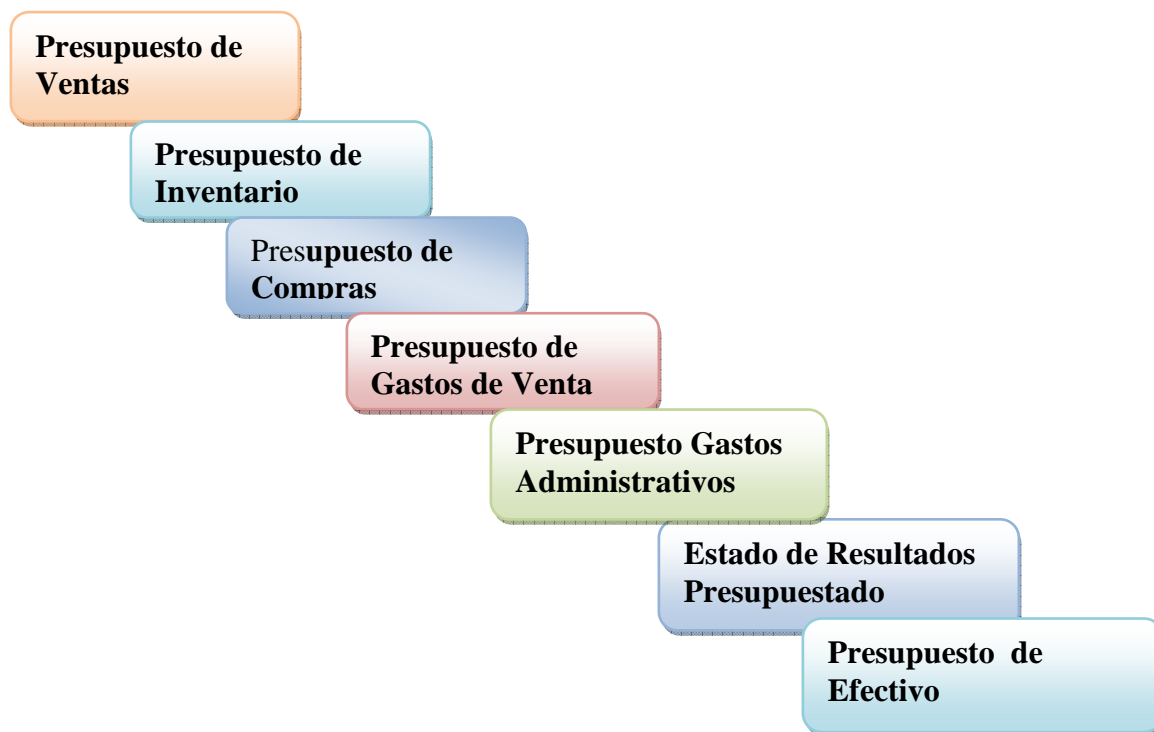 Presupuesto de
Ventas
Presupuesto de
Inventario
Presupuesto de
Compras
Presupuesto de
Gastos de Venta
Presupuesto Gastos
Administrativos
Estado de Resultados
Presupuestado
Presupuesto de
Efectivo